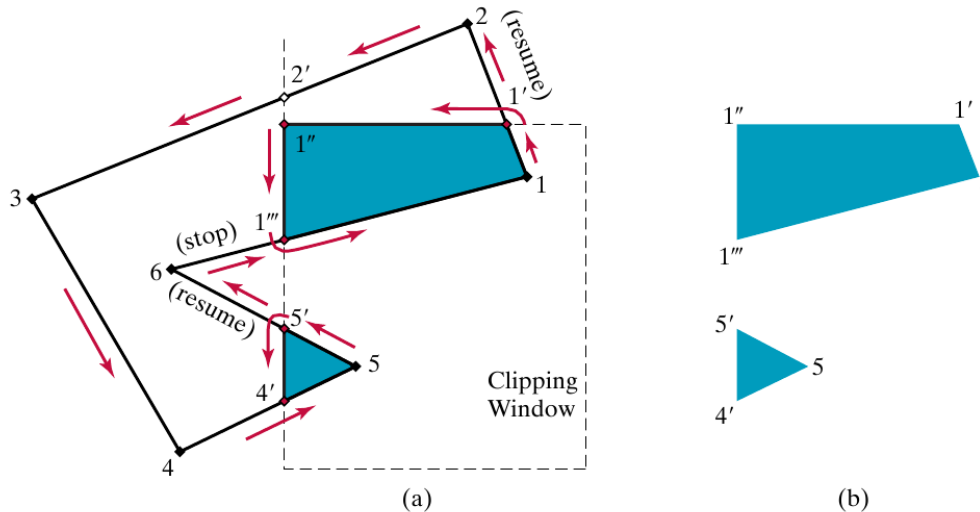 2
(resume)
2′
1′
1″
1′
1″
3
1
1‴
(stop)
1‴
6
(resume)
5′
5′
5
5
4′
Clipping
Window
4′
4
(a)
(b)